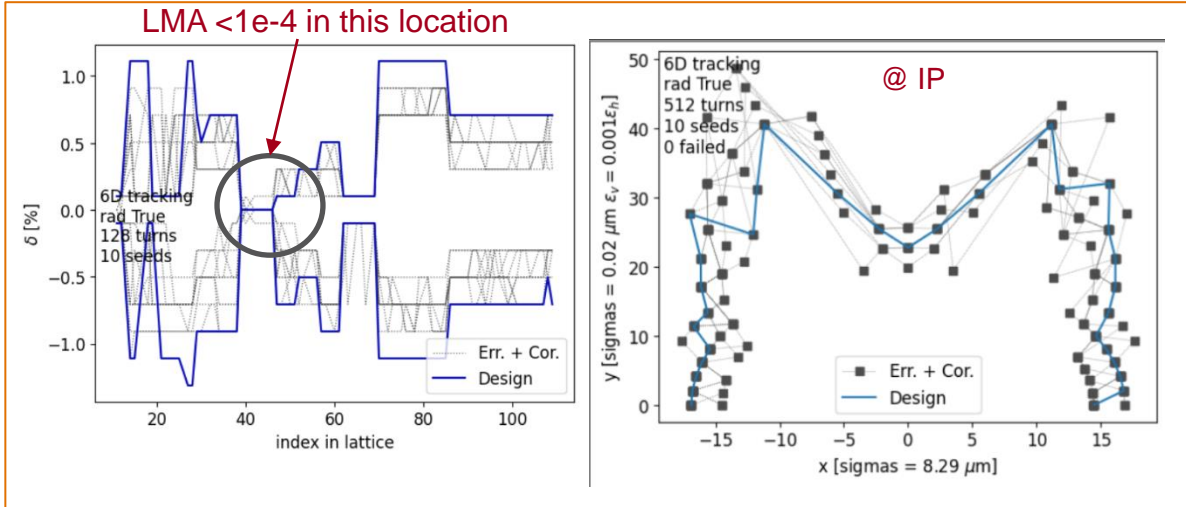 LMA <1e-4 in this location
1.0
0.5
0.0
−0.5
−1.0
δ [%]
6D tracking
rad True
128 turns
10 seeds
Err. + Cor.
Design
20
40
60
80
100
index in lattice
50
40
30
20
10
0
y [sigmas = 0.02 μm ε_v = 0.001ε_h]
6D tracking
rad True
512 turns
10 seeds
0 failed
@ IP
Err. + Cor.
Design
−15
−10
−5
0
5
10
15
x [sigmas = 8.29 μm]